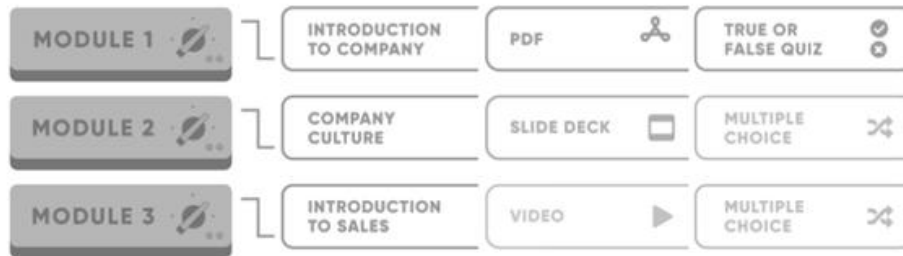 MODULE 1
INTRODUCTION
TO COMPANY
PDF
TRUE OR
FALSE QUIZ
MODULE 2
COMPANY
CULTURE
SLIDE DECK
MULTIPLE
CHOICE
MODULE 3
INTRODUCTION
TO SALES
VIDEO
MULTIPLE
CHOICE